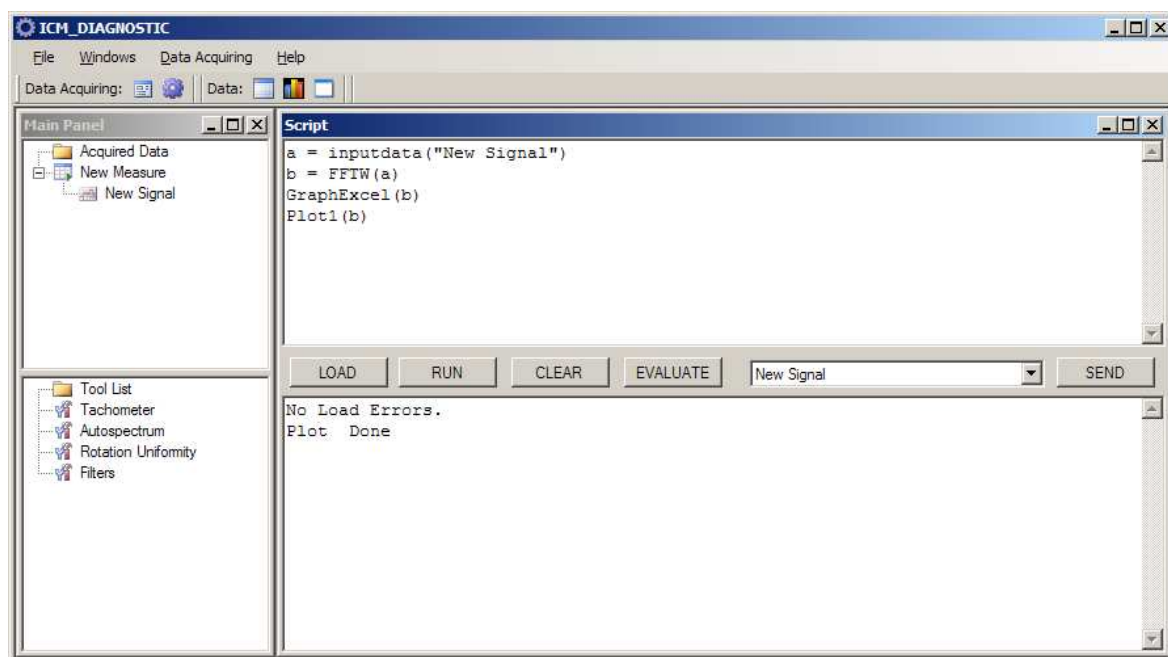 ICM_DIAGNOSTIC
File Windows Data Acquiring Help
Data Acquiring: Data:
Main Panel
Acquired Data
New Measure
New Signal
Tool List
Tachometer
Autospectrum
Rotation Uniformity
Filters
Script
a = inputdata("New Signal")
b = FFTW(a)
GraphExcel(b)
Plot1(b)
LOAD RUN CLEAR EVALUATE New Signal SEND
No Load Errors.
Plot Done